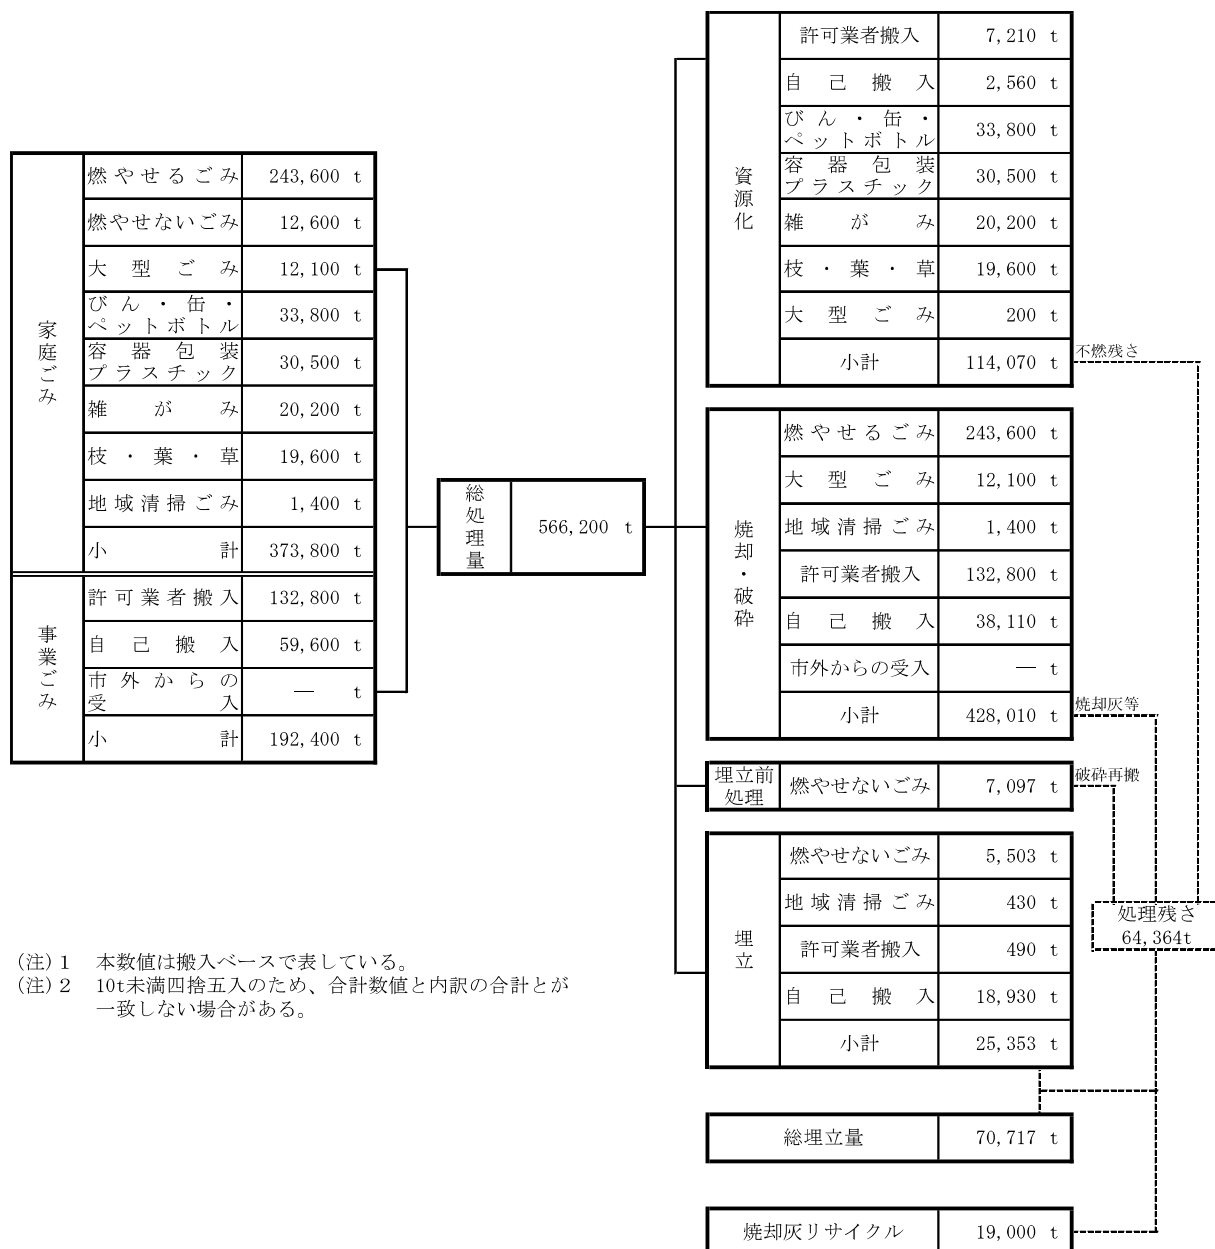 家庭ごみ
燃やせるごみ 243,600 t
燃やせないごみ 12,600 t
大型ごみ 12,100 t
びん・缶・
ペットボトル 33,800 t
容器包装
プラスチック 30,500 t
雑がみ 20,200 t
枝・葉・草 19,600 t
地域清掃ごみ 1,400 t
小計 373,800 t
事業ごみ
許可業者搬入 132,800 t
自己搬入 59,600 t
市外からの
受入 ― t
小計 192,400 t
総処理量 566,200 t
資源化
許可業者搬入 7,210 t
自己搬入 2,560 t
びん・缶・
ペットボトル 33,800 t
容器包装
プラスチック 30,500 t
雑がみ 20,200 t
枝・葉・草 19,600 t
大型ごみ 200 t
小計 114,070 t
不燃残さ
焼却・破砕
燃やせるごみ 243,600 t
大型ごみ 12,100 t
地域清掃ごみ 1,400 t
許可業者搬入 132,800 t
自己搬入 38,110 t
市外からの受入 ― t
小計 428,010 t
焼却灰等
埋立前
処理
燃やせないごみ 7,097 t
破砕再搬
埋立
燃やせないごみ 5,503 t
地域清掃ごみ 430 t
許可業者搬入 490 t
自己搬入 18,930 t
小計 25,353 t
処理残さ
64,364t
総埋立量 70,717 t
焼却灰リサイクル 19,000 t
(注)1 本数値は搬入ベースで表している。
(注)2 10t未満四捨五入のため、合計数値と内訳の合計とが
一致しない場合がある。